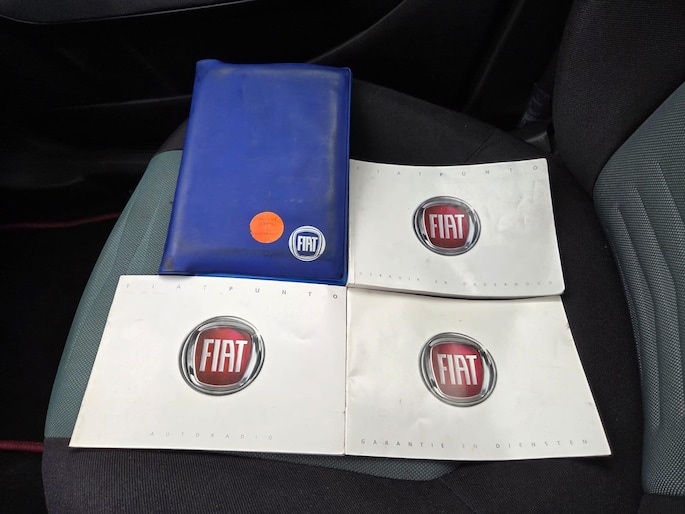 FIAT
FIAT PUNTO
FIAT
FIAT PUNTO
FIAT
AUTORADIO
FIAT
GARANTIE EN DIENSTEN